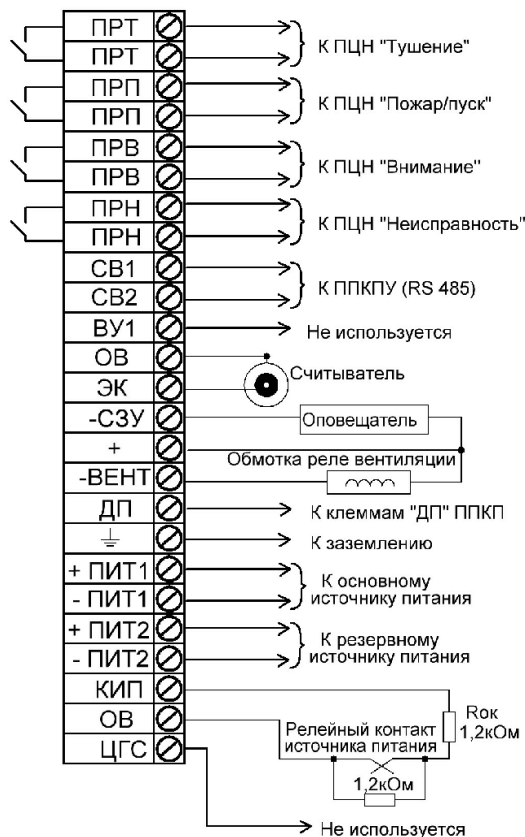 ПРТ
ПРТ
К ПЦН "Тушение"
ПРП
ПРП
К ПЦН "Пожар/пуск"
ПРВ
ПРВ
К ПЦН "Внимание"
ПРН
ПРН
К ПЦН "Неисправность"
СВ1
СВ2
К ППКПУ (RS 485)
ВУ1
Не используется
ОВ
ЭК
Считыватель
-СЗУ
Оповещатель
+
Обмотка реле вентиляции
-ВЕНТ
ДП
К клеммам "ДП" ППКП
К заземлению
+ ПИТ1
- ПИТ1
К основному
источнику питания
+ ПИТ2
- ПИТ2
К резервному
источнику питания
КИП
Rок
1,2кОм
ОВ
Релейный контакт
источника питания
ЦГС
1,2кОм
Не используется